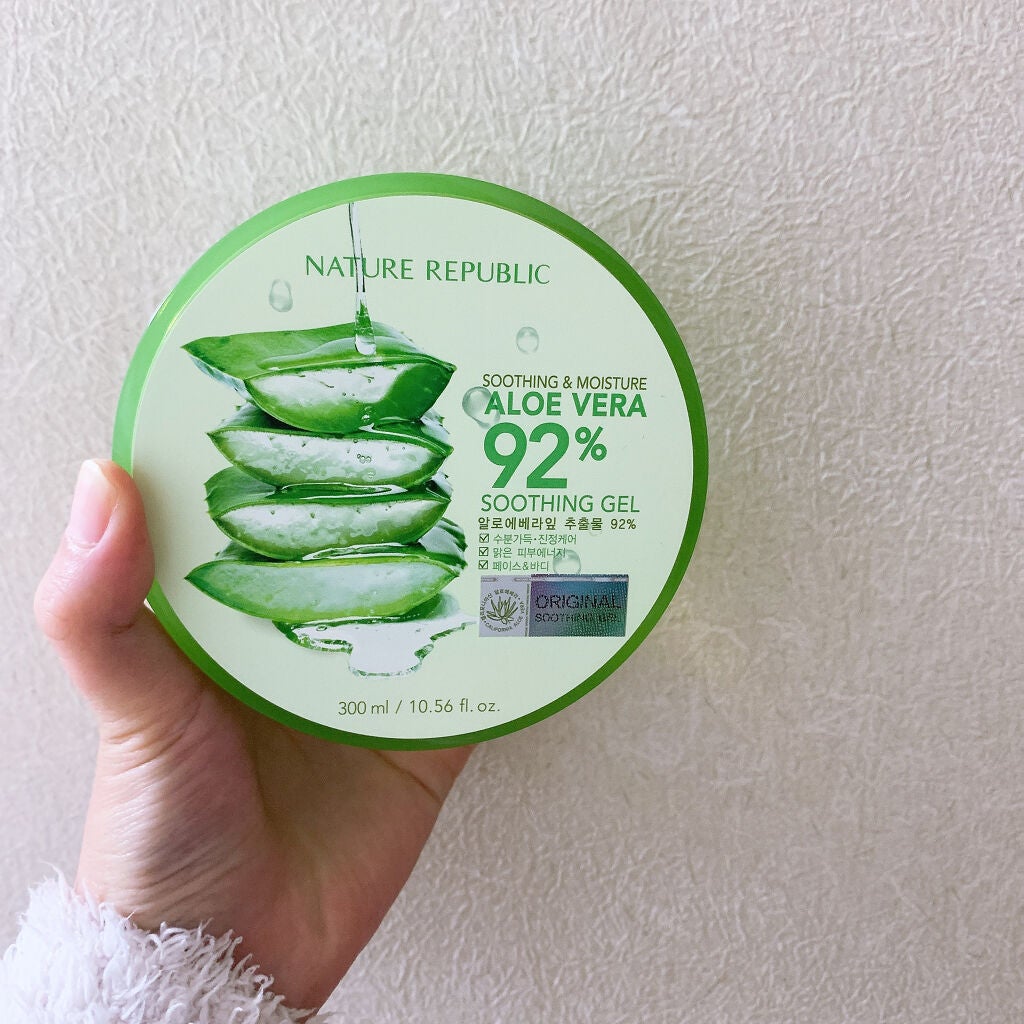 NATURE REPUBLIC
SOOTHING & MOISTURE
ALOE VERA
92%
SOOTHING GEL
알로에베라잎 추출물 92%
수분가득·진정케어
맑은 피부에너지
페이스&바디
ORIGINAL
SOOTHING GEL
300 ml / 10.56 fl. oz.